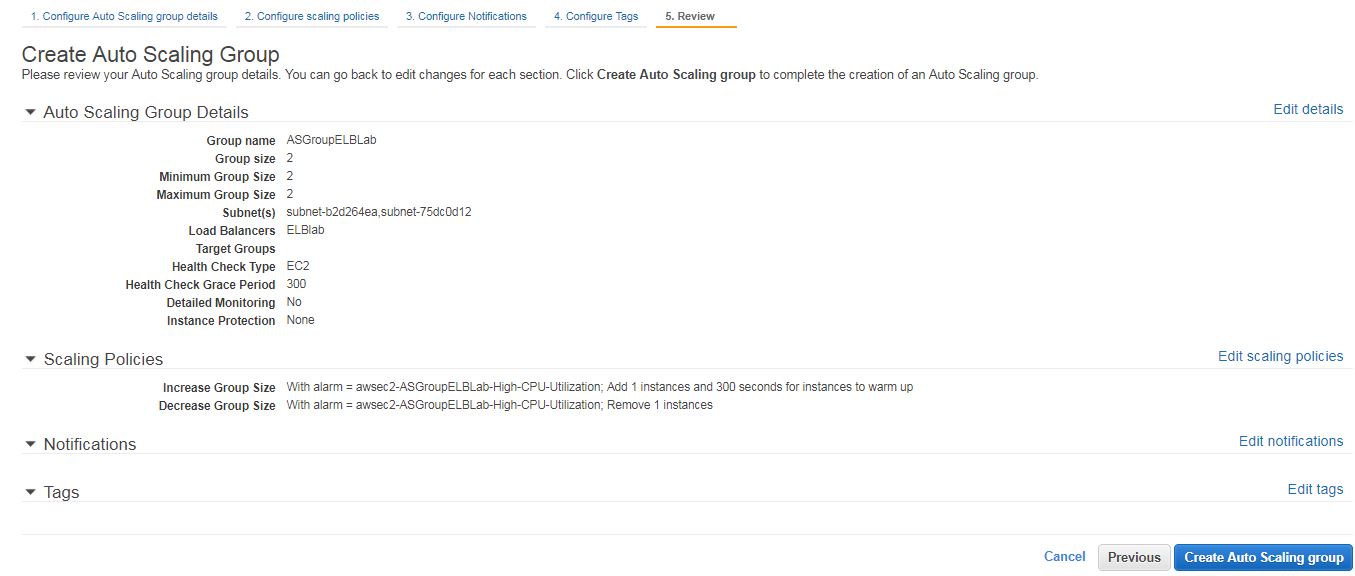 1. Configure Auto Scaling group details 2. Configure scaling policies 3. Configure Notifications 4. Configure Tags 5. Review
Create Auto Scaling Group
Please review your Auto Scaling group details. You can go back to edit changes for each section. Click Create Auto Scaling group to complete the creation of an Auto Scaling group.
Auto Scaling Group Details Edit details
Group name ASGroupELBLab
Group size 2
Minimum Group Size 2
Maximum Group Size 2
Subnet(s) subnet-b2d264ea,subnet-75dc0d12
Load Balancers ELBlab
Target Groups
Health Check Type EC2
Health Check Grace Period 300
Detailed Monitoring No
Instance Protection None
Scaling Policies Edit scaling policies
Increase Group Size With alarm = awsec2-ASGroupELBLab-High-CPU-Utilization; Add 1 instances and 300 seconds for instances to warm up
Decrease Group Size With alarm = awsec2-ASGroupELBLab-High-CPU-Utilization; Remove 1 instances
Notifications Edit notifications
Tags Edit tags
Cancel Previous Create Auto Scaling group